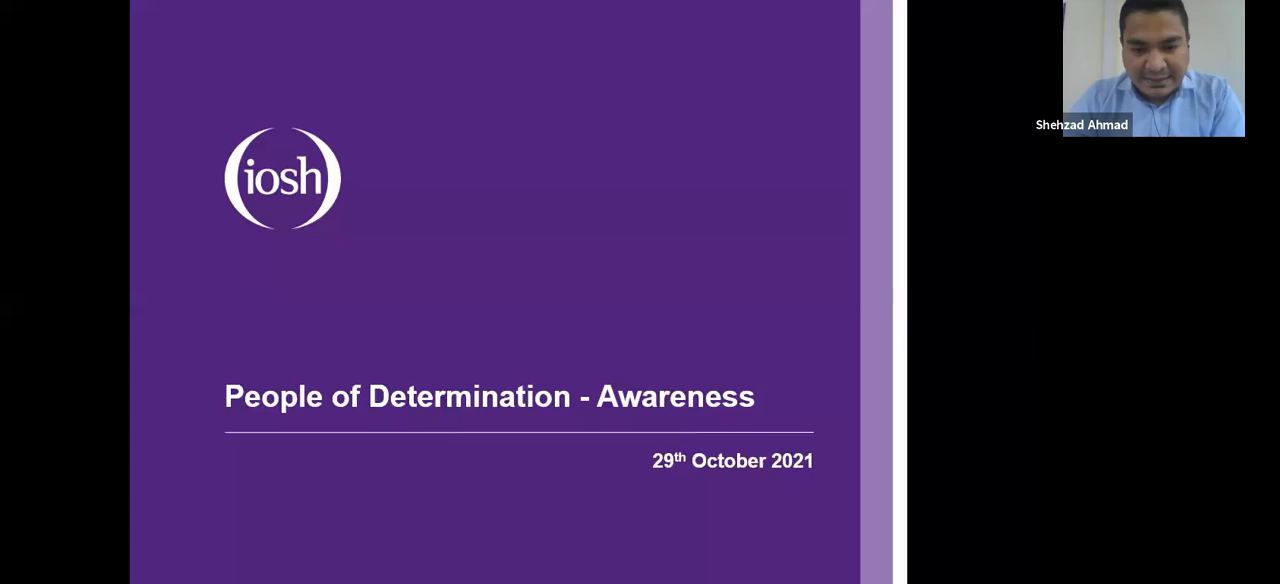 iosh
Shehzad Ahmad
People of Determination - Awareness
29th October 2021